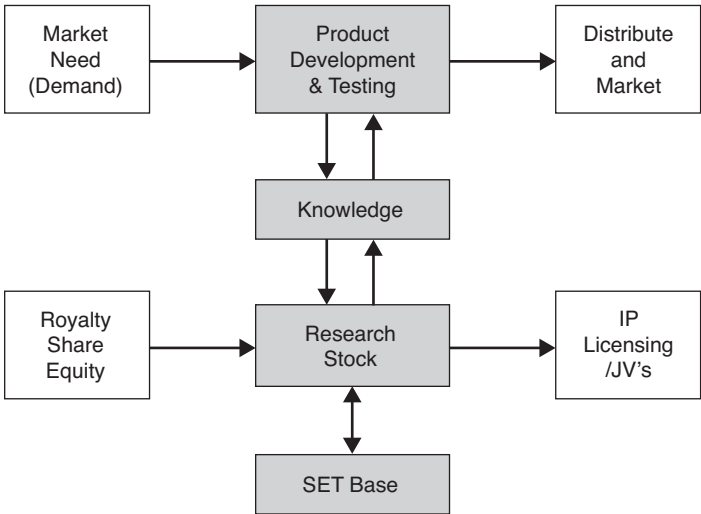 Market
Need
(Demand)
Product
Development
& Testing
Distribute
and
Market
Knowledge
Royalty
Share
Equity
Research
Stock
IP
Licensing
/JV's
SET Base